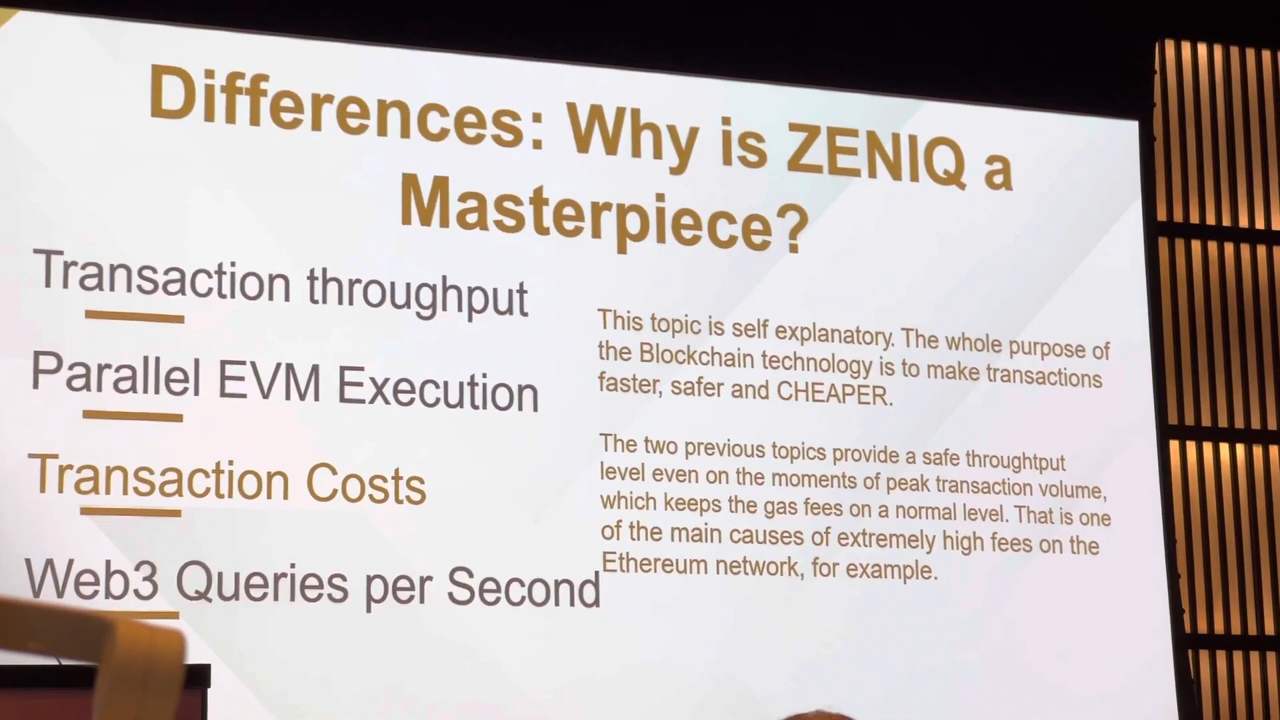 Differences: Why is ZENIQ a
Masterpiece?
Transaction throughput
Parallel EVM Execution
Transaction Costs
Web3 Queries per Second
This topic is self explanatory. The whole purpose of
the Blockchain technology is to make transactions
faster, safer and CHEAPER.
The two previous topics provide a safe throughtput
level even on the moments of peak transaction volume,
which keeps the gas fees on a normal level. That is one
of the main causes of extremely high fees on the
Ethereum network, for example.